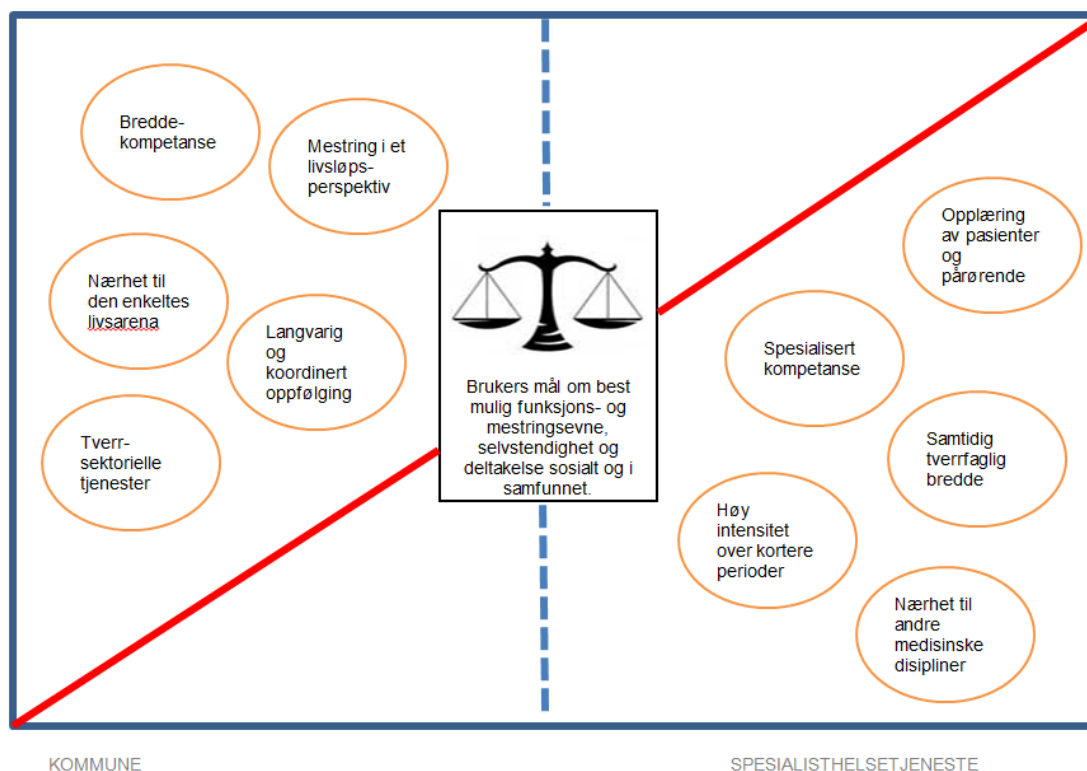 Bredde-
kompetanse
Mestring i et
livsløps-
perspektiv
Nærhet til
den enkeltes
livsarena
Langvarig
og
koordinert
oppfølging
Tverr-
sektorielle
tjenester
Brukers mål om best
mulig funksjons- og
mestringsevne,
selvstendighet og
deltakelse sosialt og i
samfunnet.
Opplæring
av pasienter
og
pårørende
Spesialisert
kompetanse
Samtidig
tverrfaglig
bredde
Høy
intensitet
over kortere
perioder
Nærhet til
andre
medisinske
disipliner
KOMMUNE
SPESIALISTHELSETJENESTE